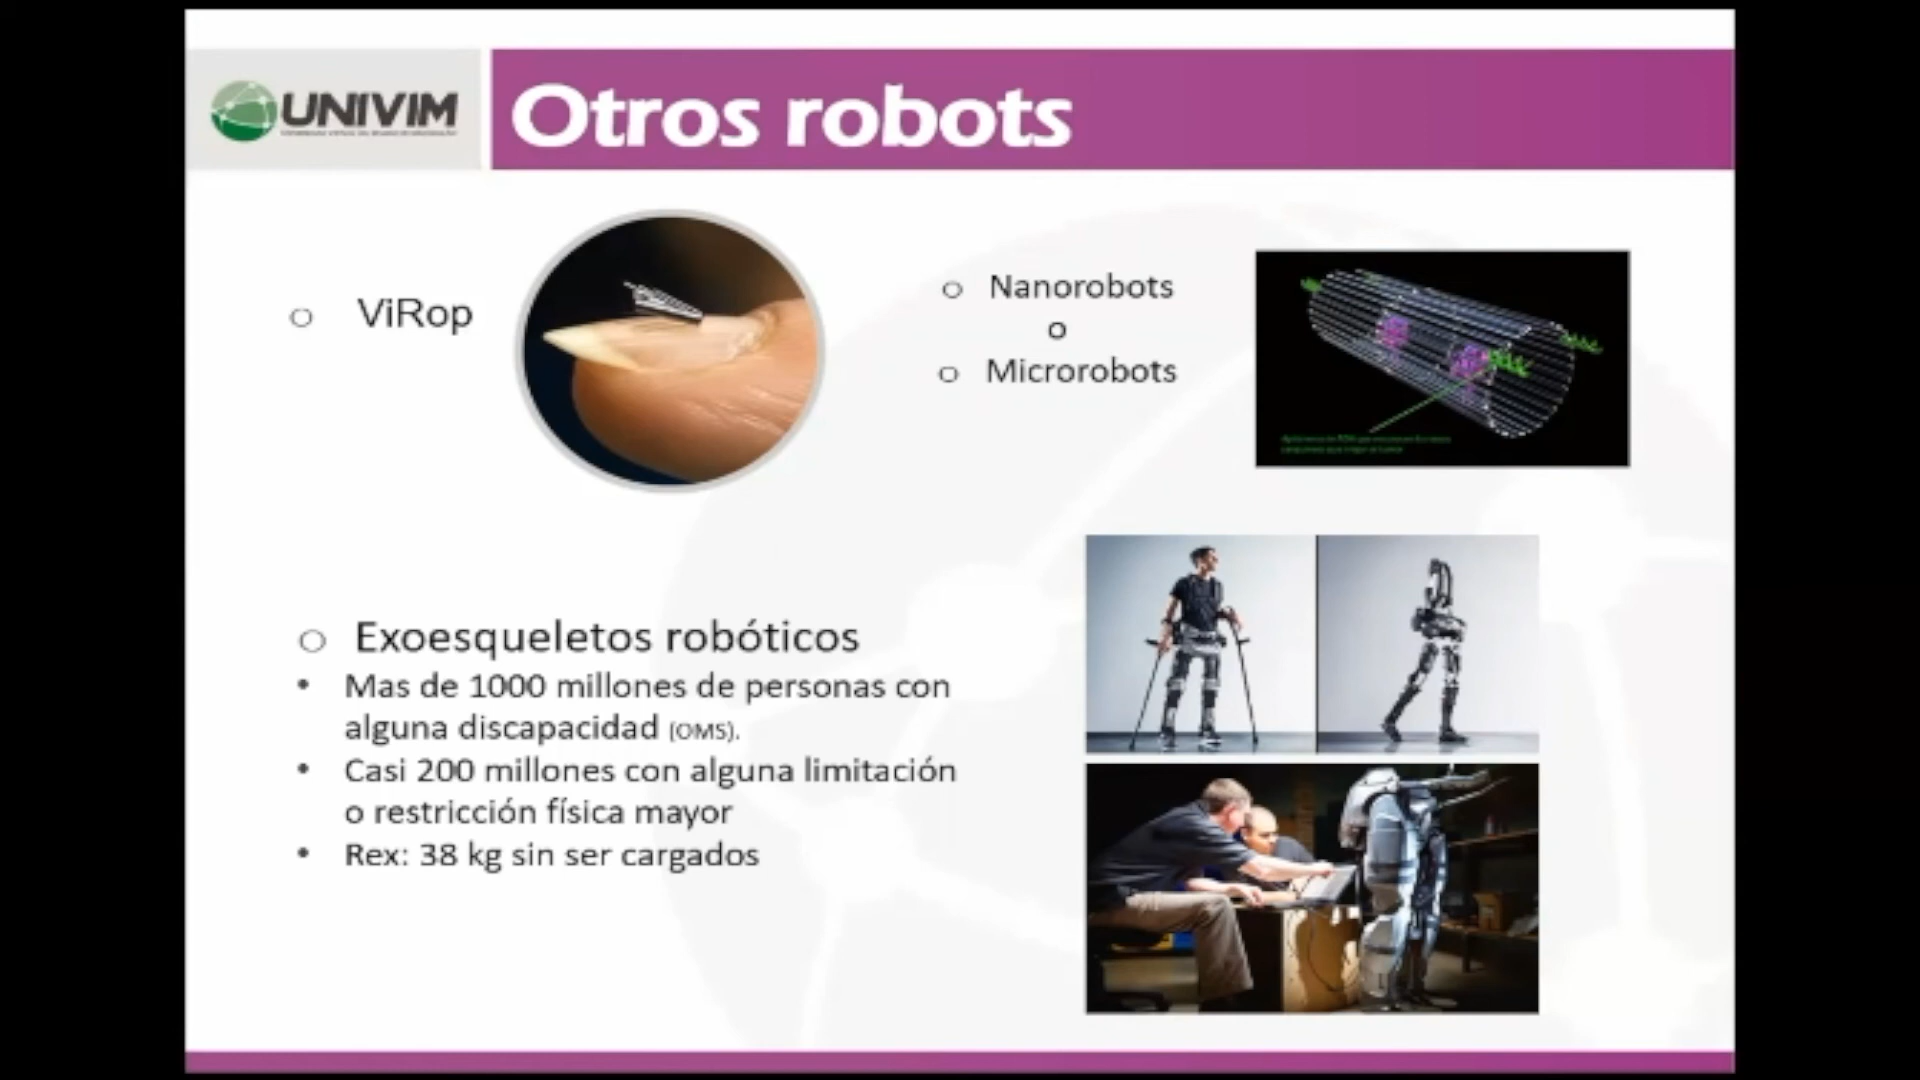 UNIVIM
Otros robots
o ViRop
o Nanorobots
o
o Microrobots
o Exoesqueletos robóticos
• Mas de 1000 millones de personas con
alguna discapacidad (OMS).
• Casi 200 millones con alguna limitación
o restricción física mayor
• Rex: 38 kg sin ser cargados